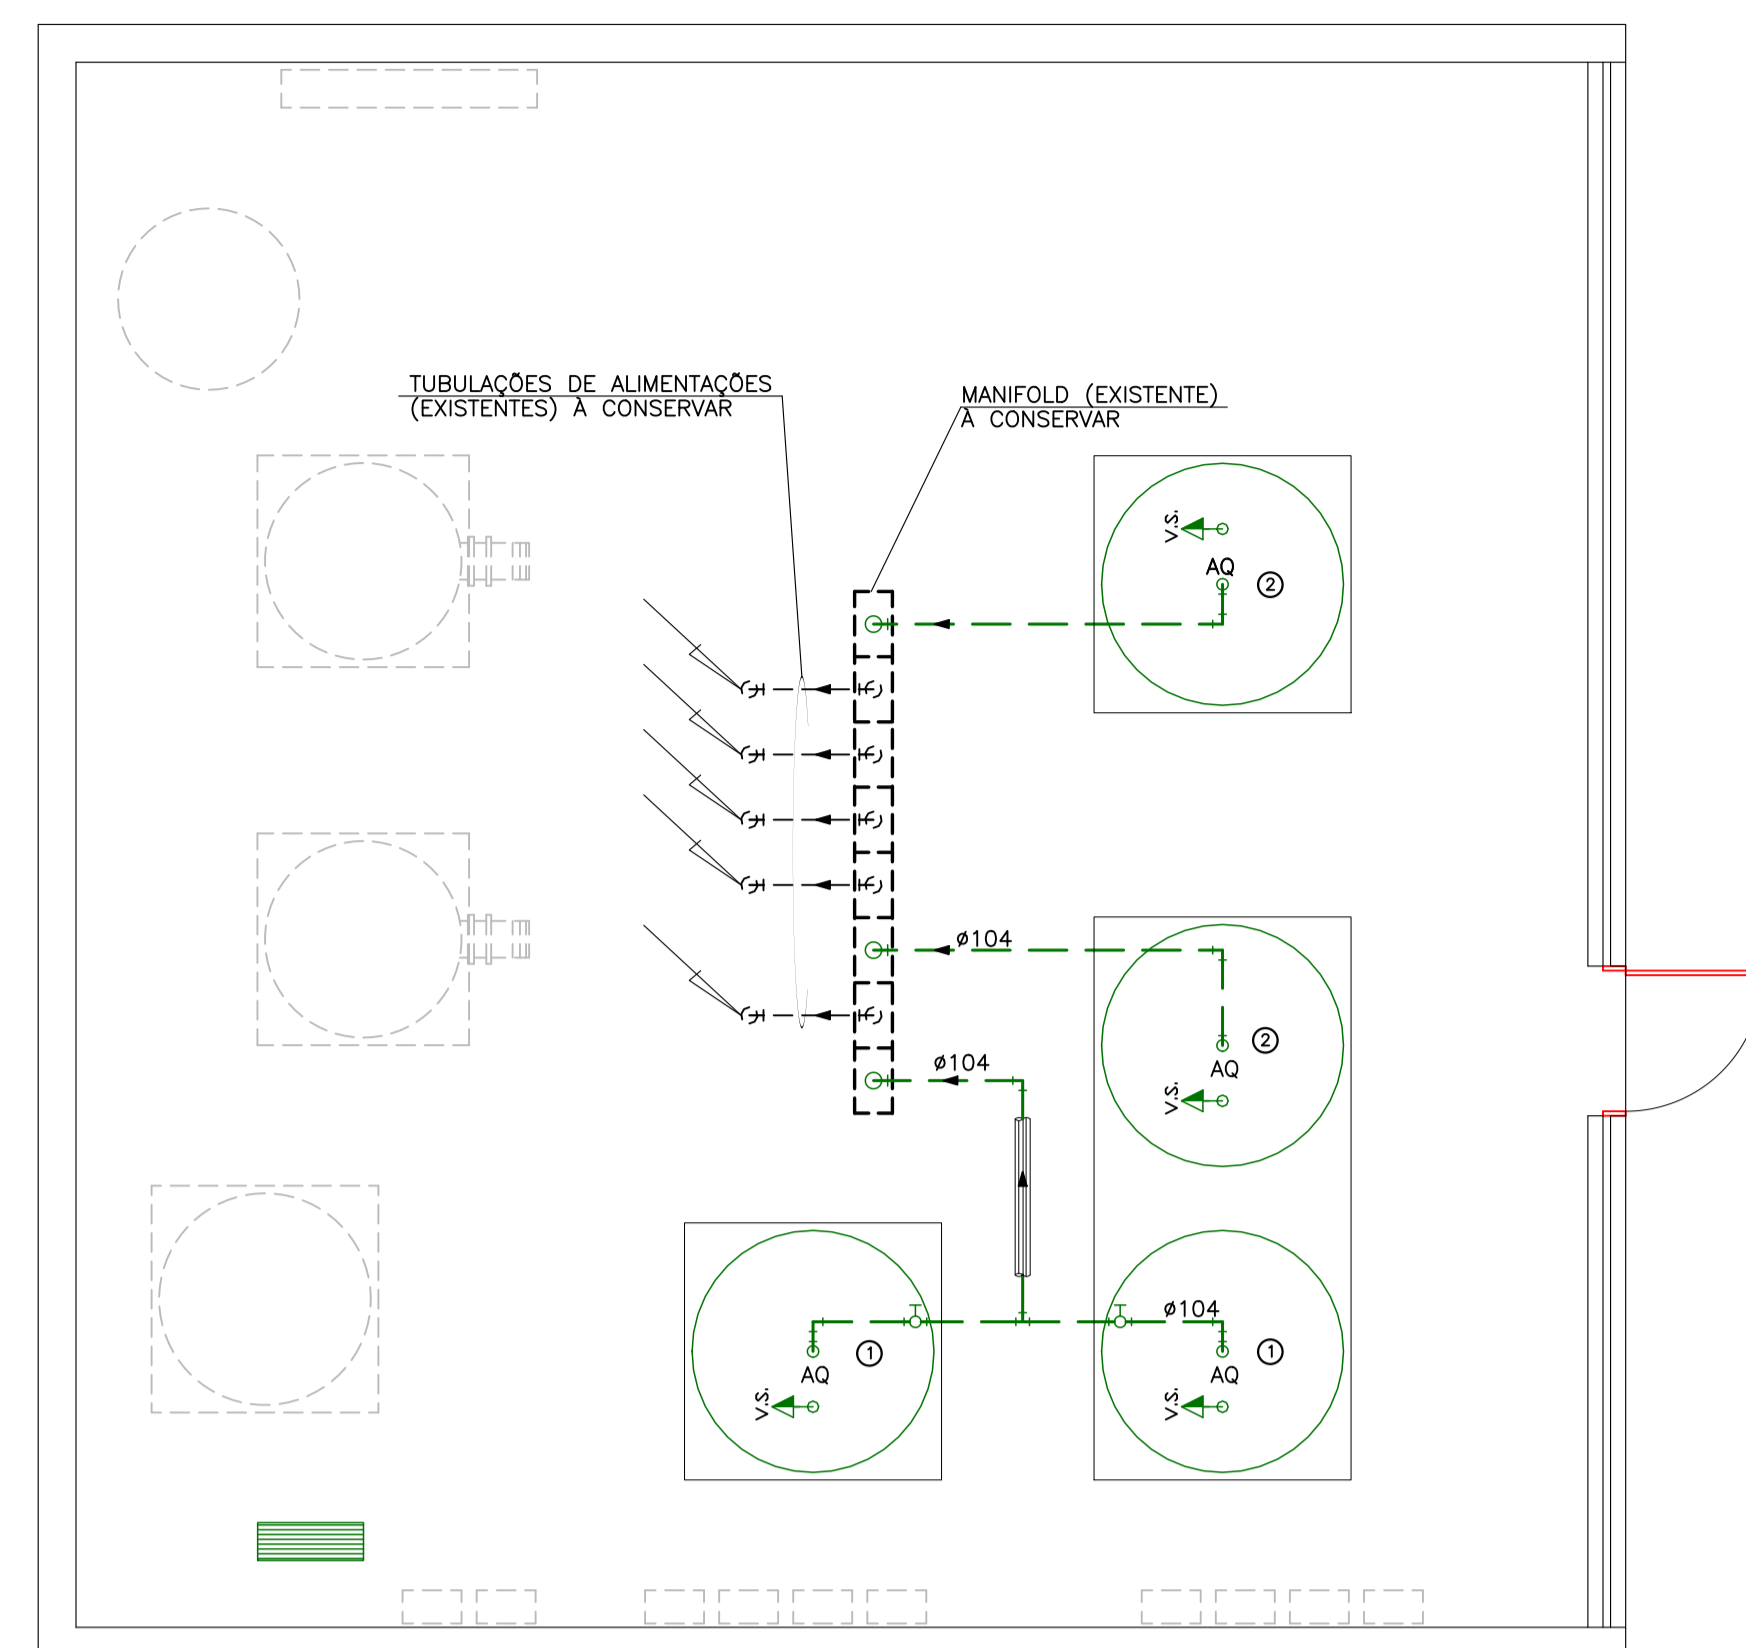 TUBULAÇÕES DE ALIMENTAÇÕES
(EXISTENTES) À CONSERVAR
MANIFOLD (EXISTENTE)
À CONSERVAR
V.S.
AQ
2
ø104
2
AQ
V.S.
ø104
ø104
1
AQ
V.S.
1
AQ
V.S.